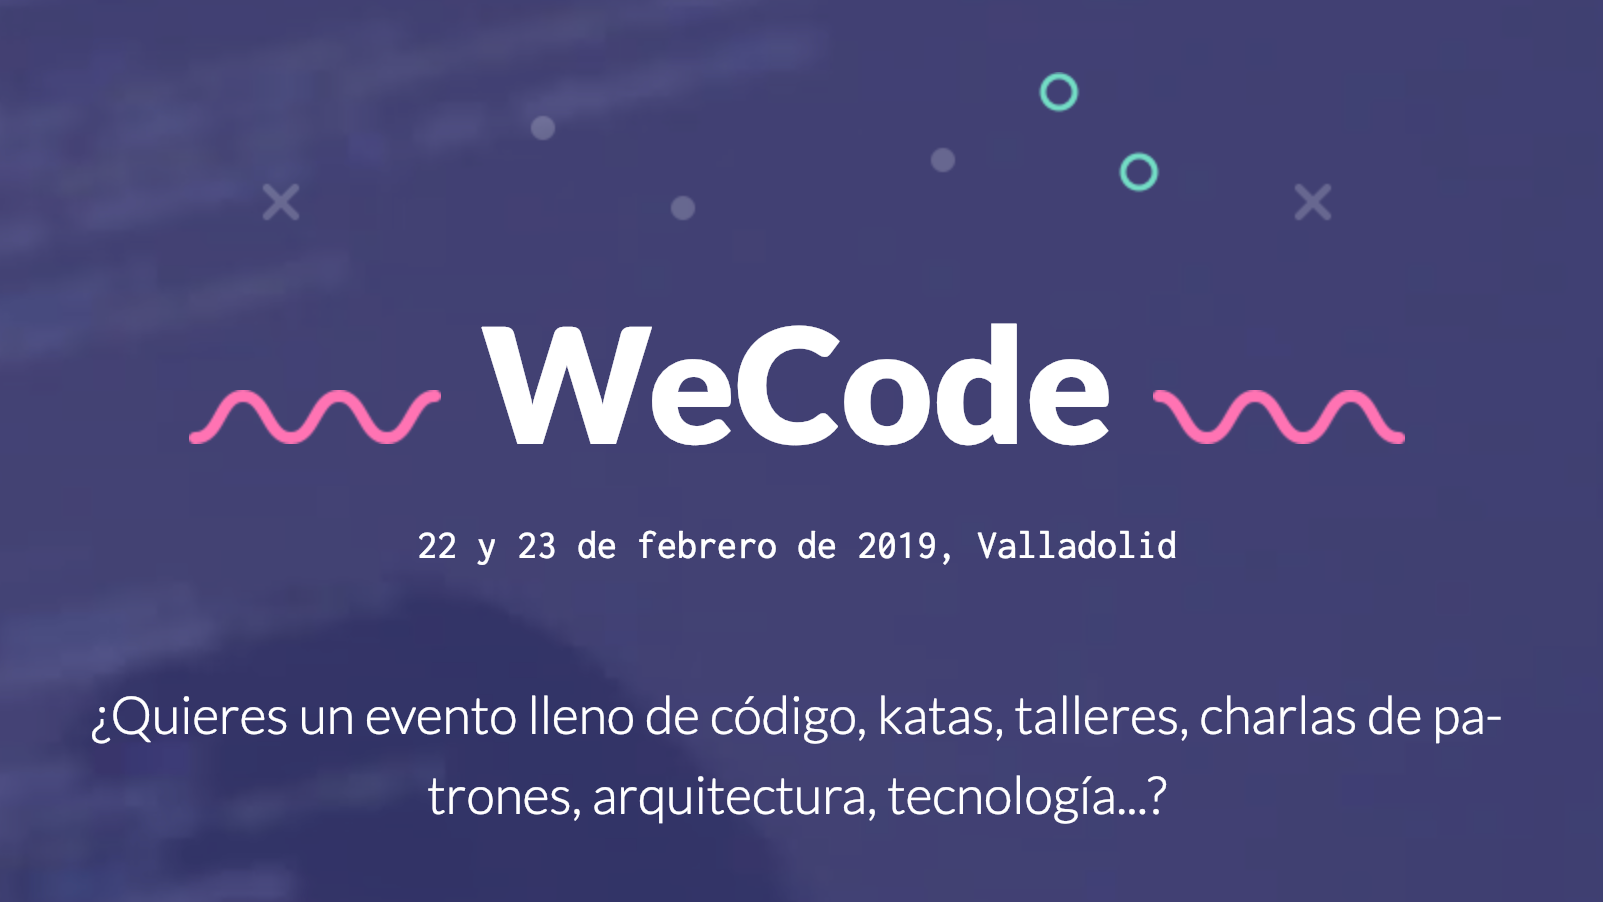 WeCode
22 y 23 de febrero de 2019, Valladolid
¿Quieres un evento lleno de código, katas, talleres, charlas de pa-
trones, arquitectura, tecnología...?